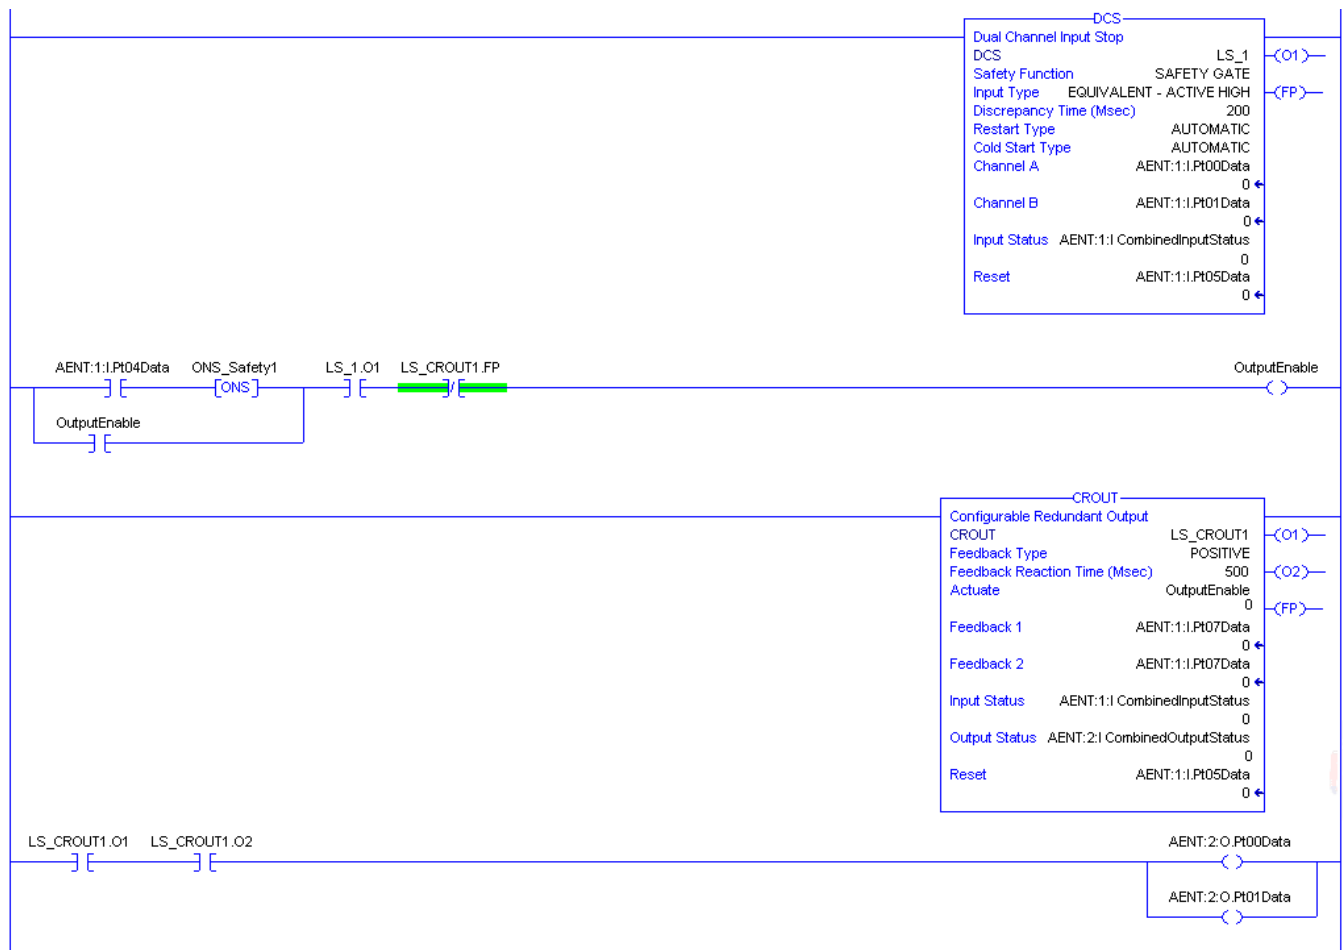 DCS
Dual Channel Input Stop
DCS LS_1 (O1)
Safety Function SAFETY GATE
Input Type EQUIVALENT - ACTIVE HIGH (FP)
Discrepancy Time (Msec) 200
Restart Type AUTOMATIC
Cold Start Type AUTOMATIC
Channel A AENT:1:I.Pt00Data
0
Channel B AENT:1:I.Pt01Data
0
Input Status AENT:1:I.CombinedInputStatus
0
Reset AENT:1:I.Pt05Data
0
AENT:1:I.Pt04Data ONS_Safety1 LS_1.O1 LS_CROUT1.FP OutputEnable
ONS
OutputEnable
CROUT
Configurable Redundant Output
CROUT LS_CROUT1 (O1)
Feedback Type POSITIVE
Feedback Reaction Time (Msec) 500 (O2)
Actuate OutputEnable
0 (FP)
Feedback 1 AENT:1:I.Pt07Data
0
Feedback 2 AENT:1:I.Pt07Data
0
Input Status AENT:1:I.CombinedInputStatus
0
Output Status AENT:2:I.CombinedOutputStatus
0
Reset AENT:1:I.Pt05Data
0
LS_CROUT1.O1 LS_CROUT1.O2 AENT:2:O.Pt00Data
AENT:2:O.Pt01Data